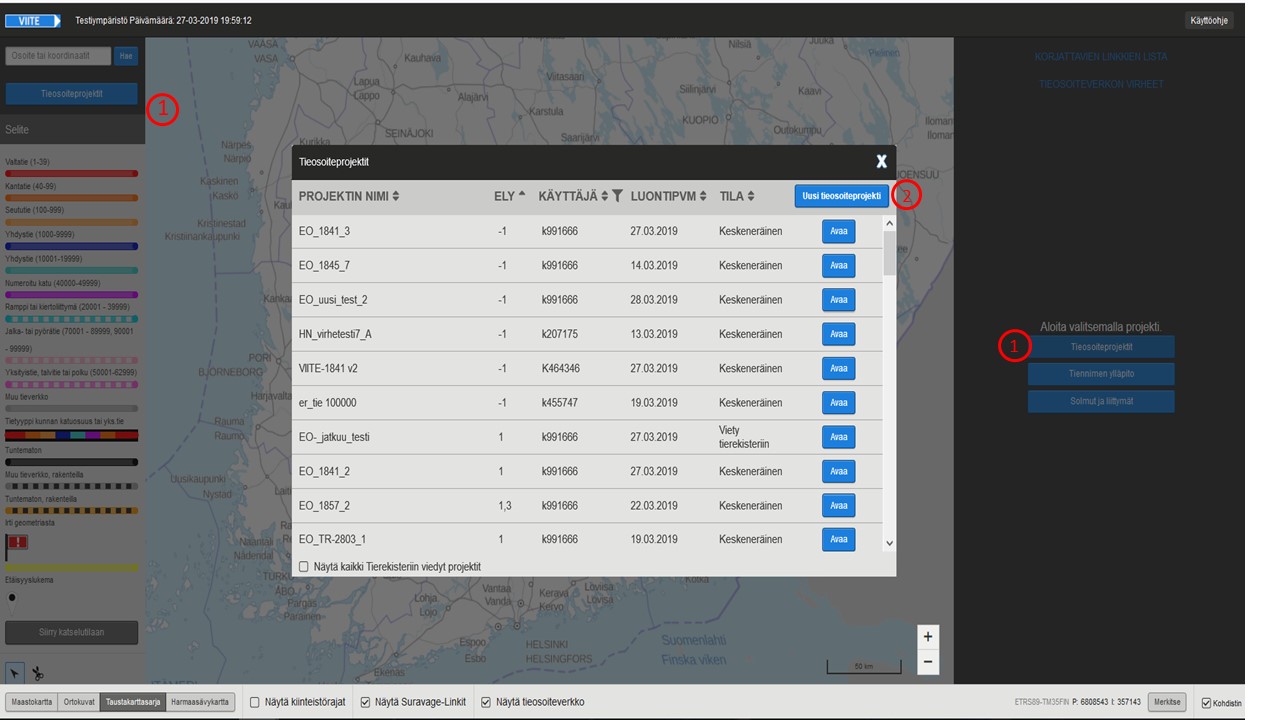 VIITE
Testiympäristö Päivämäärä: 27-03-2019 19:59:12
Käyttöohje
Osoite tai koordinaatit
Hae
Tieosoiteprojektit
1
Selite
Valtatie (1-39)
Kantatie (40-99)
Seututie (100-999)
Yhdystie (1000-9999)
Yhdystie (10001-19999)
Numeroitu katu (40000-49999)
Ramppi tai kiertoliittymä (20001 - 39999)
Jalka- tai pyörätie (70001 - 89999, 90001
- 99999)
Yksityistie, talvitie tai polku (50001-62999)
Muu tieverkko
Tietyyppi kunnan katuosuus tai yks.tie
Tuntematon
Muu tieverkko, rakenteilla
Tuntematon, rakenteilla
Irti geometriasta
Etäisyyslukema
Siirry katselutilaan
VAASA
VASA
Kauhava
Lapua
Lappo
Alajärvi
Viitasaari
Karstula
SEINÄJOKI
Saarijärvi
Nilsiä
Juuka
Pielinen
Siilinjärvi
Kaavi
KUOPIO
Outokumpu
Iloman
Iloman
JOENSUU
Närpes
Närpiö
Kurikka
Kaskinen
Kaskö
Kristinestad
Kristiinankaupunki
PORI
BJÖRNEBORG
Harjavalta
Rauma
Raumo
Uusikaupunki
Nystad
Naantali
Nådendal
ÅBO
Pargas
Parainen
Lohja
Lojo
Vantaa
Vanda
Kerava
Kervo
Loviisa
Lovisa
Kotka
Espoo
Esbo
HELSINKI
HELSINGFORS
Ekenäs
Suomenlahti
Finska viken
Tieosoiteprojektit
X
PROJEKTIN NIMI ELY KÄYTTÄJÄ LUONTIPVM TILA Uusi tieosoiteprojekti
2
EO_1841_3 -1 k991666 27.03.2019 Keskeneräinen Avaa
EO_1845_7 -1 k991666 14.03.2019 Keskeneräinen Avaa
EO_uusi_test_2 -1 k991666 28.03.2019 Keskeneräinen Avaa
HN_virhetesti7_A -1 k207175 13.03.2019 Keskeneräinen Avaa
VIITE-1841 v2 -1 K464346 27.03.2019 Keskeneräinen Avaa
er_tie 100000 -1 k455747 19.03.2019 Keskeneräinen Avaa
EO-_jatkuu_testi 1 k991666 27.03.2019 Viety tierekisteriin Avaa
EO_1841_2 1 k991666 27.03.2019 Keskeneräinen Avaa
EO_1857_2 1,3 k991666 22.03.2019 Keskeneräinen Avaa
EO_TR-2803_1 1 k991666 19.03.2019 Keskeneräinen Avaa
Näytä kaikki Tierekisteriin viedyt projektit
KORJATTAVIEN LINKKIEN LISTA
TIEOSOITEVERKON VIRHEET
Aloita valitsemalla projekti.
1
Tieosoiteprojektit
Tiennimen ylläpito
Solmut ja liittymät
+
−
50 km
Maastokartta Ortokuvat Taustakarttasarja Harmaasävykartta
Näytä kiinteistörajat
Näytä Suravage-Linkit
Näytä tieosoiteverkko
ETRS89-TM35FIN P: 6808543 I: 357143
Merkitse
Kohdistin